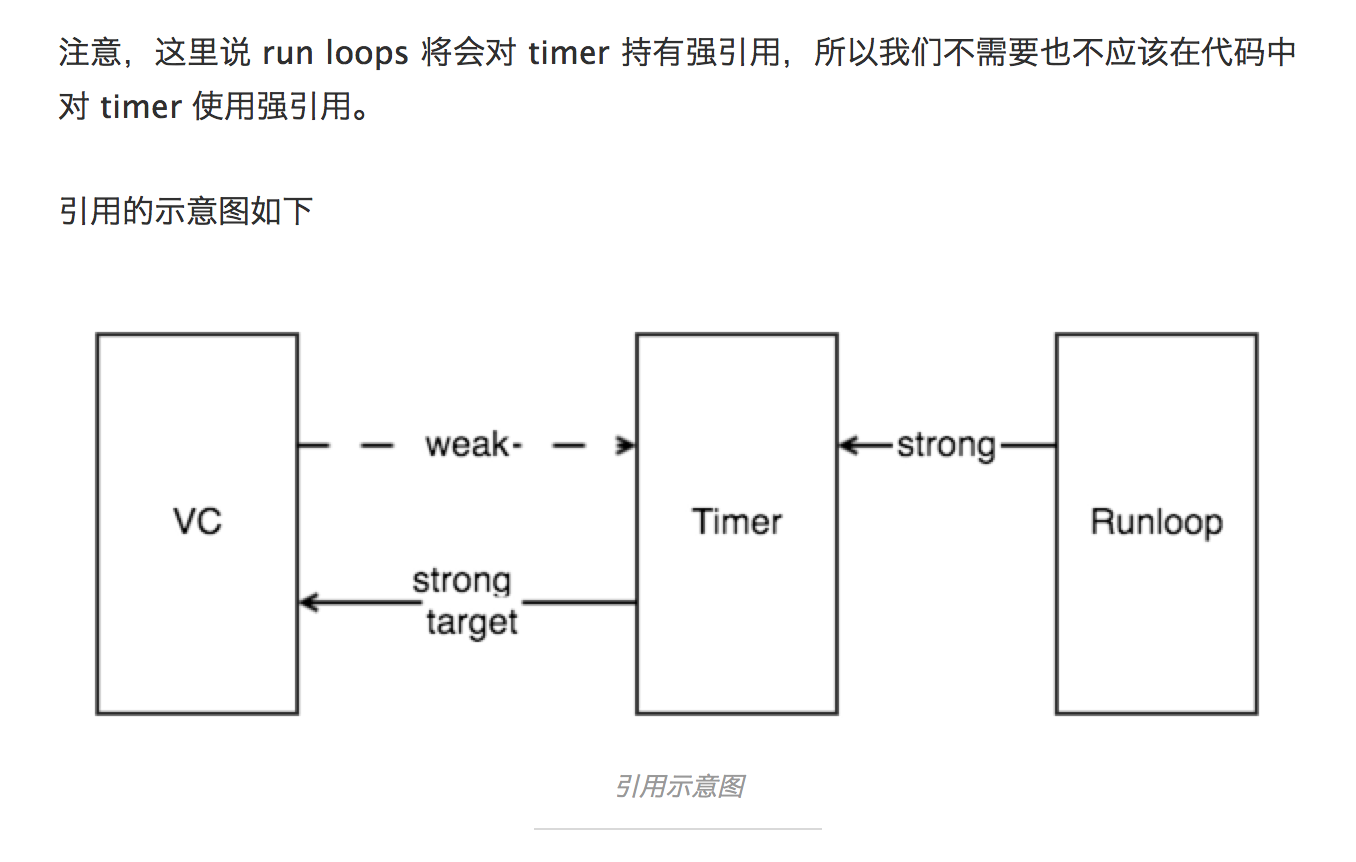 注意，这里说 run loops 将会对 timer 持有强引用，所以我们不需要也不应该在代码中
对 timer 使用强引用。
引用的示意图如下
weak
strong
VC
Timer
Runloop
strong
target
引用示意图